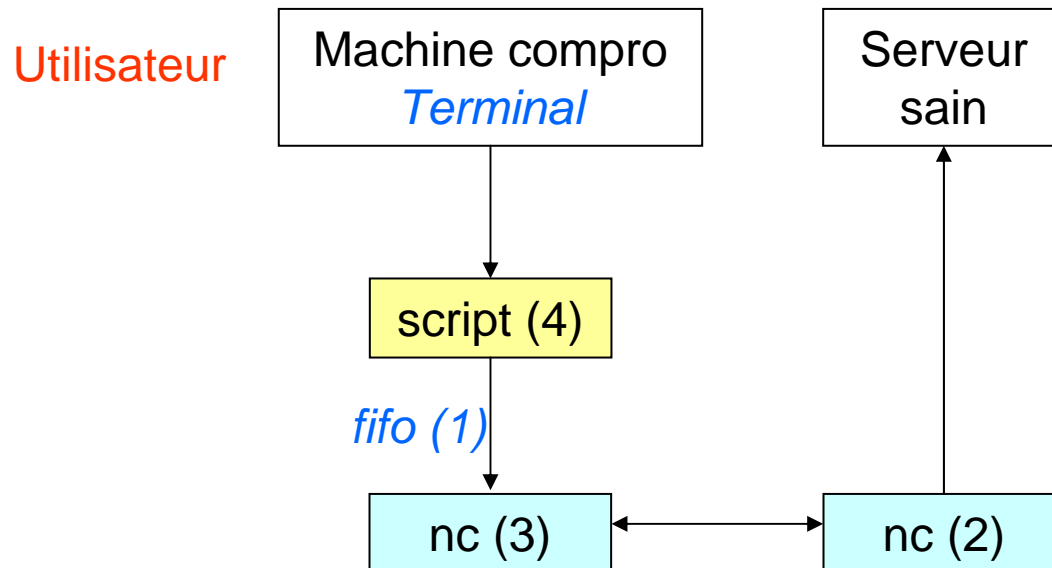 Utilisateur
Machine compro
Terminal
Serveur
sain
script (4)
fifo (1)
nc (3)
nc (2)